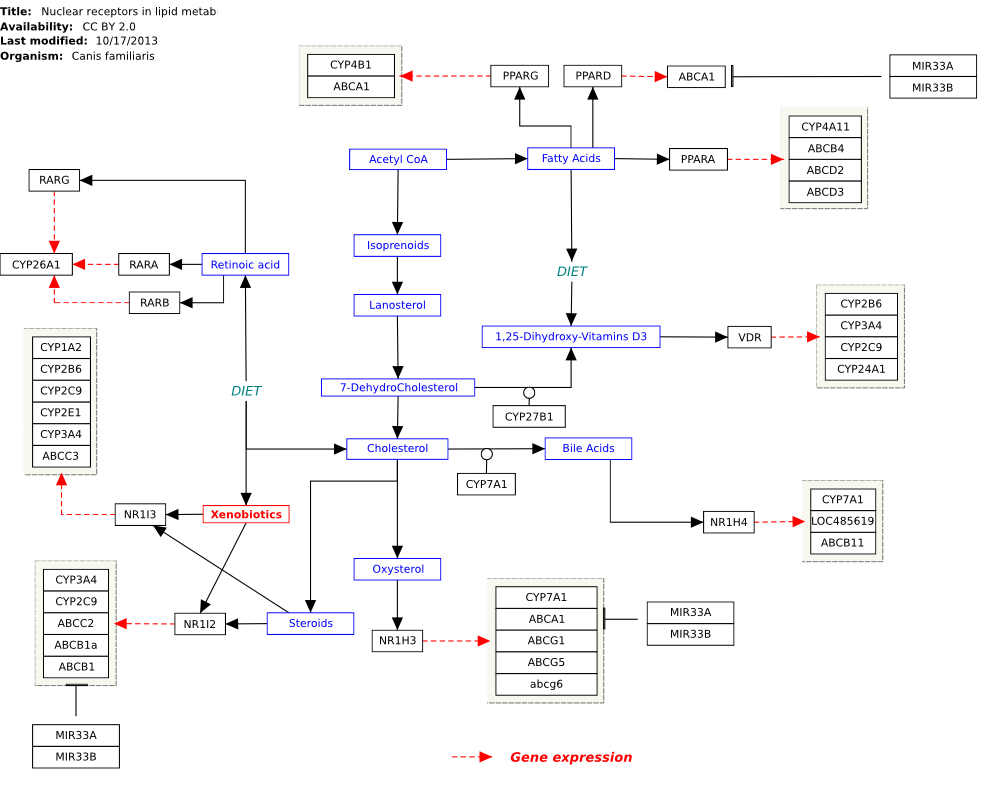 Title: Nuclear receptors in lipid metab
Availability: CC BY 2.0
Last modified: 10/17/2013
Organism: Canis familiaris
CYP4B1
ABCA1
PPARG
PPARD
ABCA1
MIR33A
MIR33B
CYP4A11
ABCB4
ABCD2
ABCD3
Acetyl CoA
Fatty Acids
PPARA
RARG
Isoprenoids
CYP26A1
RARA
Retinoic acid
DIET
RARB
Lanosterol
CYP2B6
CYP3A4
CYP2C9
CYP24A1
1,25-Dihydroxy-Vitamins D3
VDR
CYP1A2
CYP2B6
CYP2C9
CYP2E1
CYP3A4
ABCC3
DIET
7-DehydroCholesterol
CYP27B1
Cholesterol
Bile Acids
CYP7A1
NR1I3
Xenobiotics
NR1H4
CYP7A1
LOC485619
ABCB11
Oxysterol
CYP3A4
CYP2C9
ABCC2
ABCB1a
ABCB1
NR1I2
Steroids
NR1H3
CYP7A1
ABCA1
ABCG1
ABCG5
abcg6
MIR33A
MIR33B
MIR33A
MIR33B
Gene expression